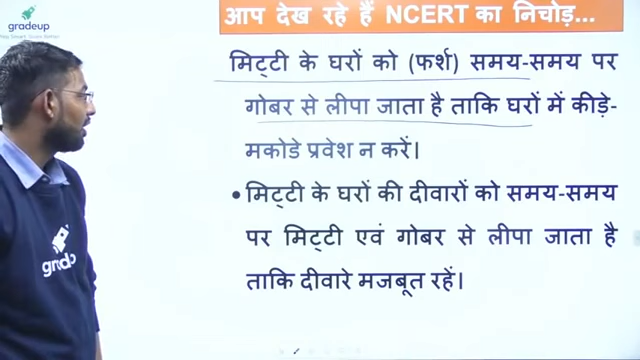 gradeup
आप देख रहे हैं NCERT का निचोड़...
मिट्टी के घरों को (फर्श) समय-समय पर
गोबर से लीपा जाता है ताकि घरों में कीड़े-
मकोडे प्रवेश न करें।
• मिट्टी के घरों की दीवारों को समय-समय
पर मिट्टी एवं गोबर से लीपा जाता है
ताकि दीवारे मजबूत रहें।